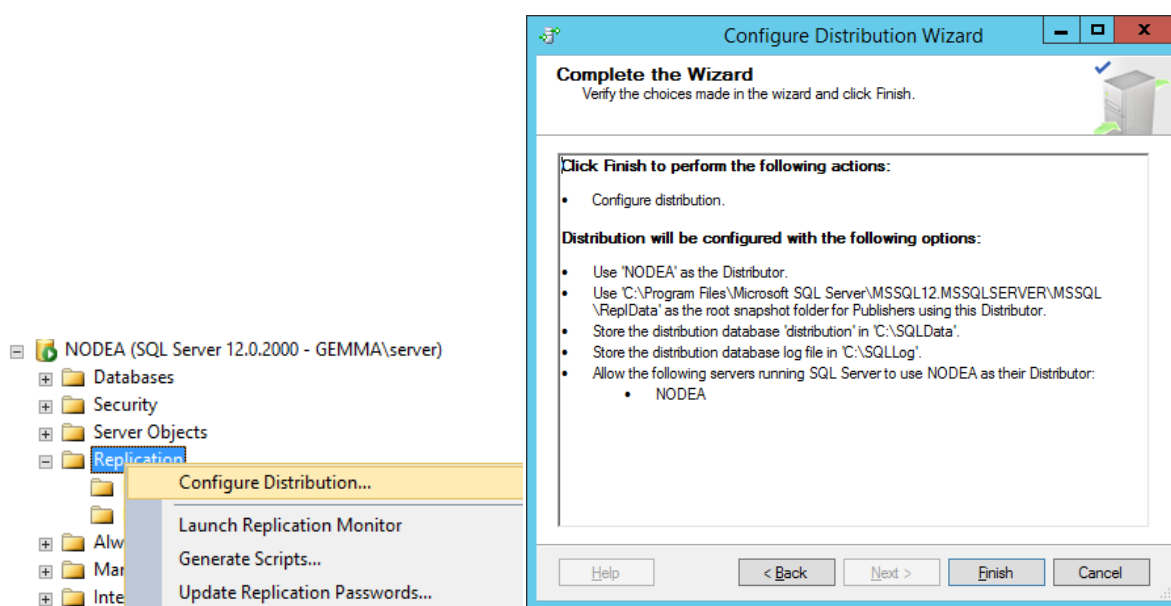 NODEA (SQL Server 12.0.2000 - GEMMA\server)
Databases
Security
Server Objects
Replication
Configure Distribution...
Launch Replication Monitor
Generate Scripts...
Update Replication Passwords...
Alw
Mar
Inte
Configure Distribution Wizard
Complete the Wizard
Verify the choices made in the wizard and click Finish.
Click Finish to perform the following actions:
• Configure distribution.
Distribution will be configured with the following options:
• Use 'NODEA' as the Distributor.
• Use 'C:\Program Files\Microsoft SQL Server\MSSQL12.MSSQLSERVER\MSSQL
\ReplData' as the root snapshot folder for Publishers using this Distributor.
• Store the distribution database 'distribution' in 'C:\SQLData'.
• Store the distribution database log file in 'C:\SQLLog'.
• Allow the following servers running SQL Server to use NODEA as their Distributor:
• NODEA
Help
< Back
Next >
Finish
Cancel